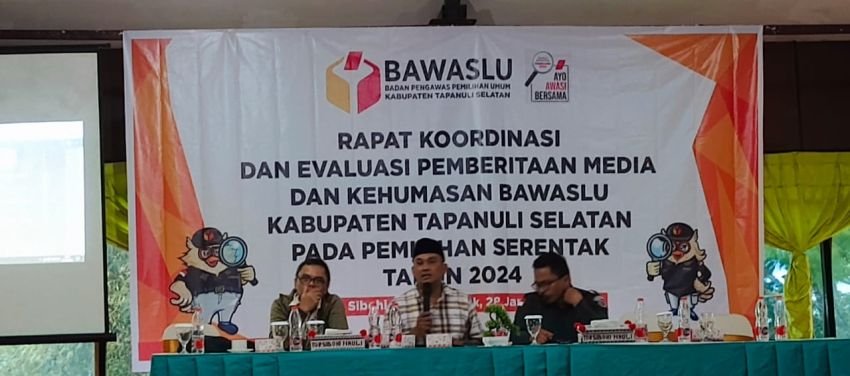 BAWASLU
BADAN PENGAWAS PEMILIHAN UMUM
KABUPATEN TAPANULI SELATAN
AYO
AWASI
BERSAMA
RAPAT KOORDINASI
DAN EVALUASI PEMBERITAAN MEDIA
DAN KEHUMASAN BAWASLU
KABUPATEN TAPANULI SELATAN
PADA PEMILIHAN SERENTAK
TAHUN 2024
28